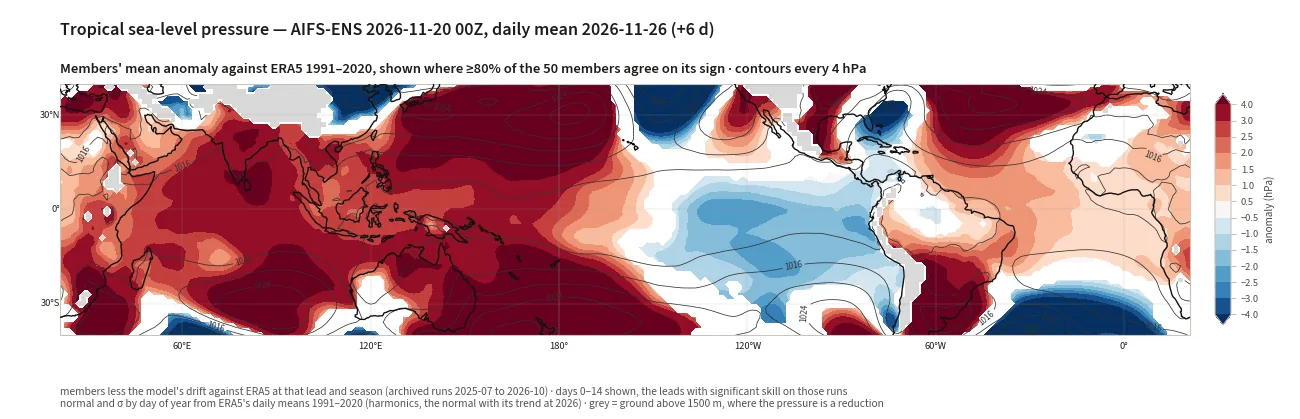 Tropical sea-level pressure — AIFS-ENS 2026-11-20 00Z, daily mean 2026-11-26 (+6 d)
Members' mean anomaly against ERA5 1991–2020, shown where ≥80% of the 50 members agree on its sign · contours every 4 hPa
30°N
0°
30°S
60°E
120°E
180°
120°W
60°W
0°
1016
1016
1016
1016
1024
1016
1016
1024
4.0
3.0
2.5
2.0
1.5
1.0
0.5
−0.5
−1.0
−1.5
−2.0
−2.5
−3.0
−4.0
anomaly (hPa)
members less the model's drift against ERA5 at that lead and season (archived runs 2025-07 to 2026-10) · days 0–14 shown, the leads with significant skill on those runs
normal and σ by day of year from ERA5's daily means 1991–2020 (harmonics, the normal with its trend at 2026) · grey = ground above 1500 m, where the pressure is a reduction